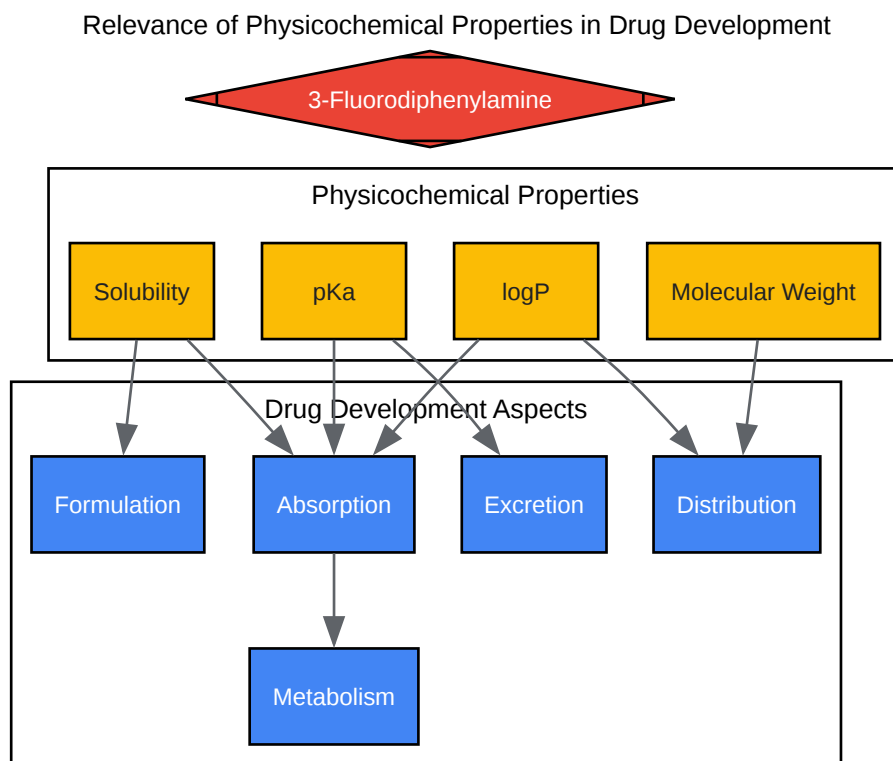 Relevance of Physicochemical Properties in Drug Development
3-Fluorodiphenylamine
Physicochemical Properties
Solubility
pKa
logP
Molecular Weight
Drug Development Aspects
Formulation
Absorption
Excretion
Distribution
Metabolism